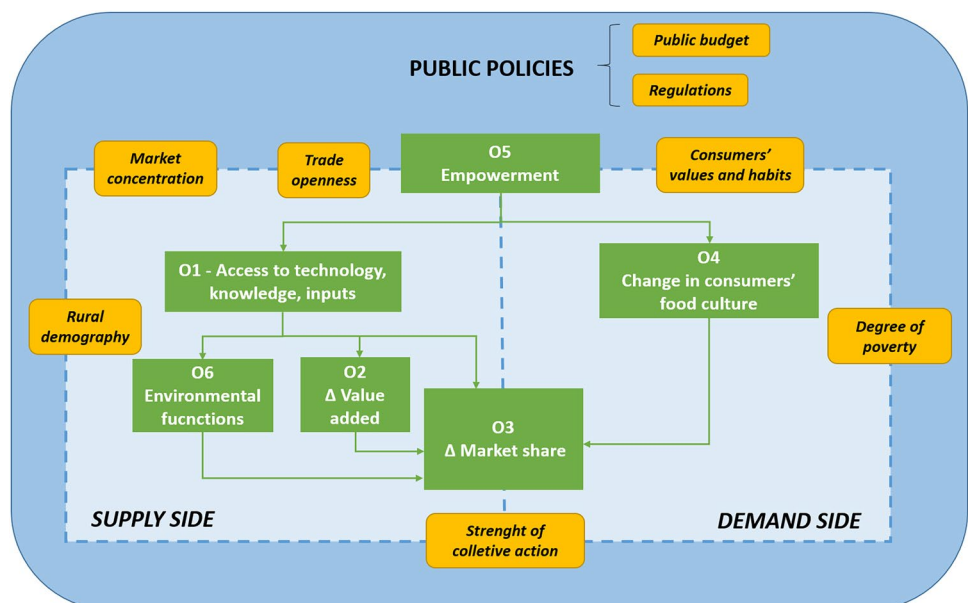 PUBLIC POLICIES
Public budget
Regulations
Market
concentration
Trade
openness
O5
Empowerment
Consumers'
values and habits
O1 - Access to technology,
knowledge, inputs
O4
Change in consumers'
food culture
Rural
demography
Degree of
poverty
O6
Environmental
fucnctions
O2
Δ Value
added
O3
Δ Market share
SUPPLY SIDE
DEMAND SIDE
Strenght of
colletive action